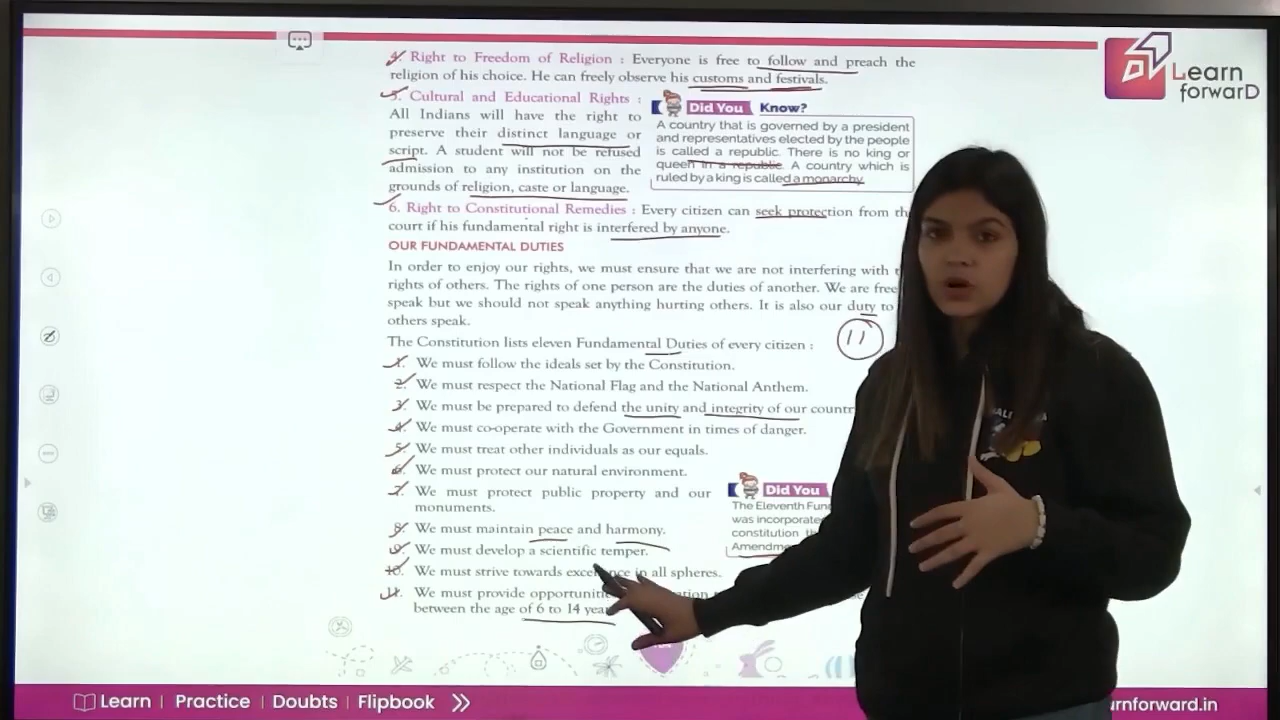 4. Right to Freedom of Religion : Everyone is free to follow and preach the
religion of his choice. He can freely observe his customs and festivals.
5. Cultural and Educational Rights :
All Indians will have the right to
preserve their distinct language or
script. A student will not be refused
admission to any institution on the
grounds of religion, caste or language.
Did You Know?
A country that is governed by a president
and representatives elected by the people
is called a republic. There is no king or
queen in a republic. A country which is
ruled by a king is called a monarchy.
6. Right to Constitutional Remedies : Every citizen can seek protection from
court if his fundamental right is interfered by anyone.
OUR FUNDAMENTAL DUTIES
In order to enjoy our rights, we must ensure that we are not interfering with
rights of others. The rights of one person are the duties of another. We are free
speak but we should not speak anything hurting others. It is also our duty to
others speak.
The Constitution lists eleven Fundamental Duties of every citizen :
11
1. We must follow the ideals set by the Constitution.
2. We must respect the National Flag and the National Anthem.
3. We must be prepared to defend the unity and integrity of our
4. We must co-operate with the Government in times of danger.
5. We must treat other individuals as our equals.
6. We must protect our natural environment.
7. We must protect public property and our
monuments.
Did You
The Eleventh
was
constitution
8. We must maintain peace and harmony.
9. We must develop a scientific temper.
10. We must strive towards excellence in all spheres.
11. We must provide
between the age of 6 to 14
Learn
forwarD
Learn | Practice | Doubts | Flipbook